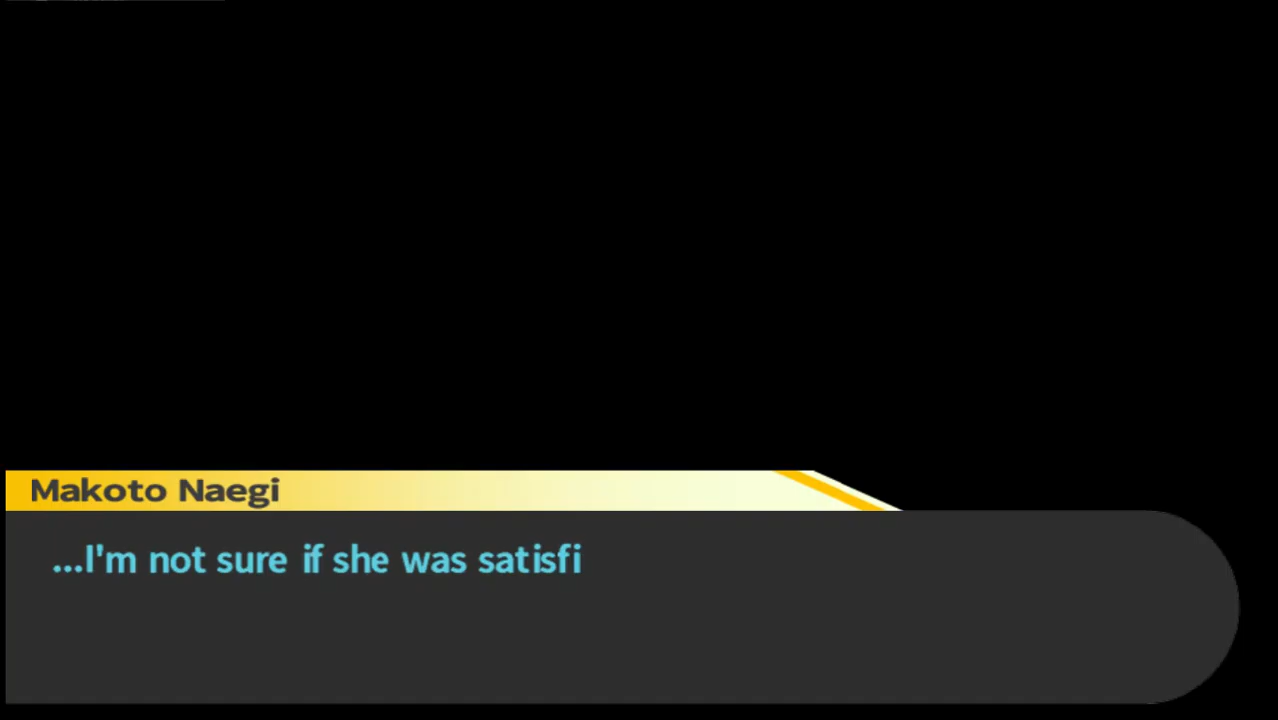 Makoto Naegi
...I'm not sure if she was satisfi